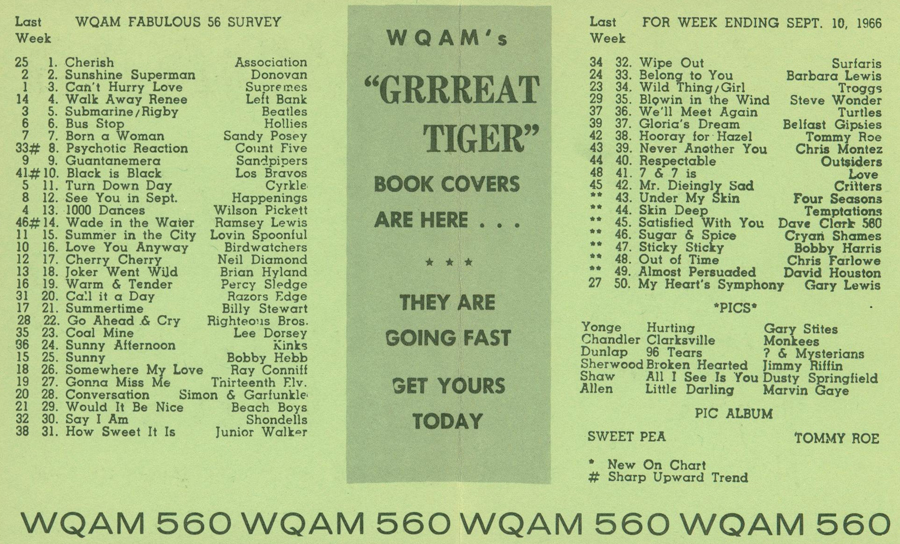 Last WQAM FABULOUS 56 SURVEY
Week
25 1. Cherish Association
2 2. Sunshine Superman Donovan
1 3. Can't Hurry Love Supremes
14 4. Walk Away Renee Left Bank
3 5. Submarine/Rigby Beatles
6 6. Bus Stop Hollies
7 7. Born a Woman Sandy Posey
33# 8. Psychotic Reaction Count Five
9 9. Guantanemera Sandpipers
41# 10. Black is Black Los Bravos
5 11. Turn Down Day Cyrkle
8 12. See You in Sept. Happenings
4 13. 1000 Dances Wilson Pickett
46# 14. Wade in the Water Ramsey Lewis
11 15. Summer in the City Lovin Spoonful
10 16. Love You Anyway Birdwatchers
12 17. Cherry Cherry Neil Diamond
13 18. Joker Went Wild Brian Hyland
16 19. Warm & Tender Percy Sledge
31 20. Call it a Day Razors Edge
17 21. Summertime Billy Stewart
28 22. Go Ahead & Cry Righteous Bros.
35 23. Coal Mine Lee Dorsey
96 24. Sunny Afternoon Kinks
15 25. Sunny Bobby Hebb
18 26. Somewhere My Love Ray Conniff
19 27. Gonna Miss Me Thirteenth Flv.
20 28. Conversation Simon & Garfunkle
21 29. Would It Be Nice Beach Boys
32 30. Say I Am Shondells
38 31. How Sweet It Is Junior Walker
WQAM's
"GRRREAT
TIGER"
BOOK COVERS
ARE HERE . . .
* * *
THEY ARE
GOING FAST
GET YOURS
TODAY
Last FOR WEEK ENDING SEPT. 10, 1966
Week
34 32. Wipe Out Surfaris
24 33. Belong to You Barbara Lewis
23 34. Wild Thing/Girl Troggs
29 35. Blowin in the Wind Steve Wonder
37 36. We'll Meet Again Turtles
39 37. Gloria's Dream Belfast Gipsies
42 38. Hooray for Hazel Tommy Roe
43 39. Never Another You Chris Montez
44 40. Respectable Outsiders
48 41. 7 & 7 is Love
45 42. Mr. Dieingly Sad Critters
** 43. Under My Skin Four Seasons
** 44. Skin Deep Temptations
** 45. Satisfied With You Dave Clark 560
** 46. Sugar & Spice Cryan Shames
** 47. Sticky Sticky Bobby Harris
** 48. Out of Time Chris Farlowe
** 49. Almost Persuaded David Houston
27 50. My Heart's Symphony Gary Lewis
*PICS*
Yonge Hurting Gary Stites
Chandler Clarksville Monkees
Dunlap 96 Tears ? & Mysterians
Sherwood Broken Hearted Jimmy Riffin
Shaw All I See Is You Dusty Springfield
Allen Little Darling Marvin Gaye
PIC ALBUM
SWEET PEA TOMMY ROE
* New On Chart
# Sharp Upward Trend
WQAM 560 WQAM 560 WQAM 560 WQAM 560